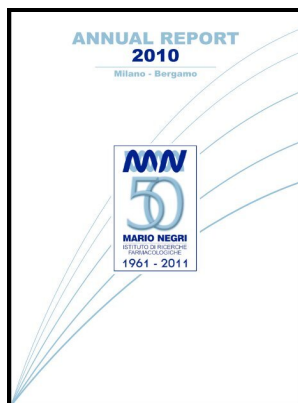 ANNUAL REPORT
2010
Milano - Bergamo
MN
50
MARIO NEGRI
ISTITUTO DI RICERCHE
FARMACOLOGICHE
1961 - 2011